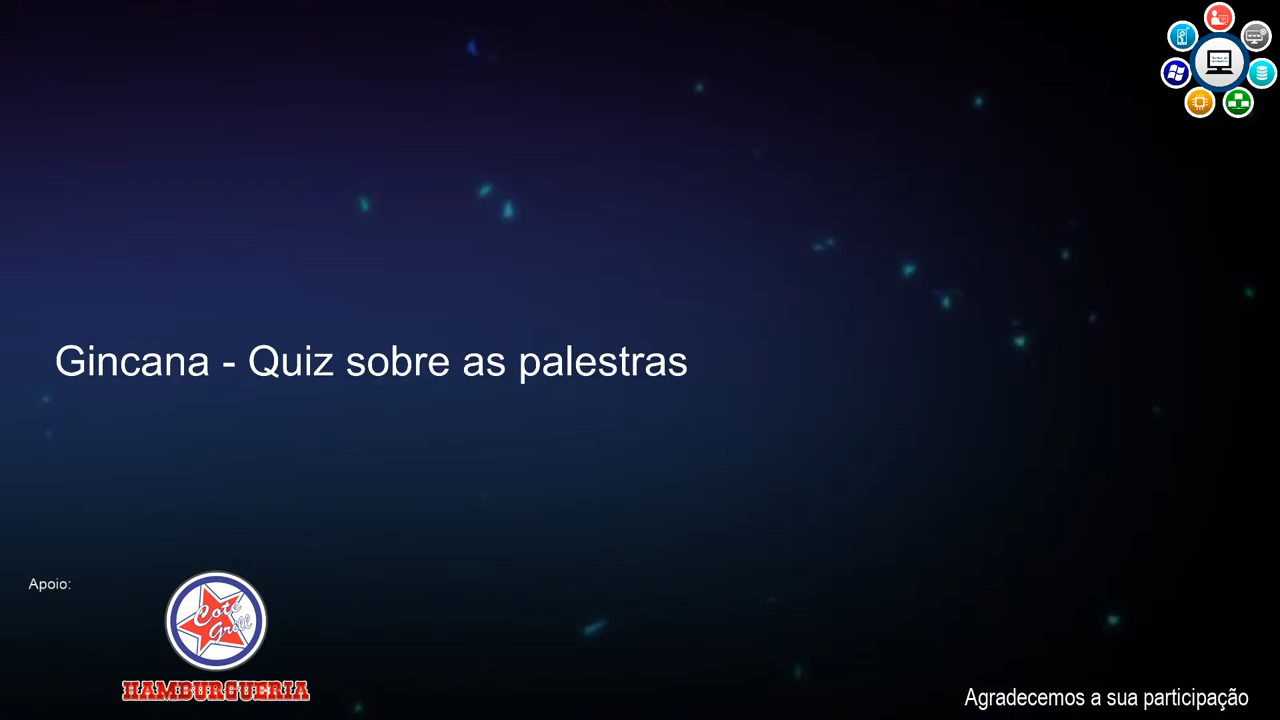 Gincana - Quiz sobre as palestras
Apoio:
Cote
Grill
HAMBURGUERIA
Agradecemos a sua participação